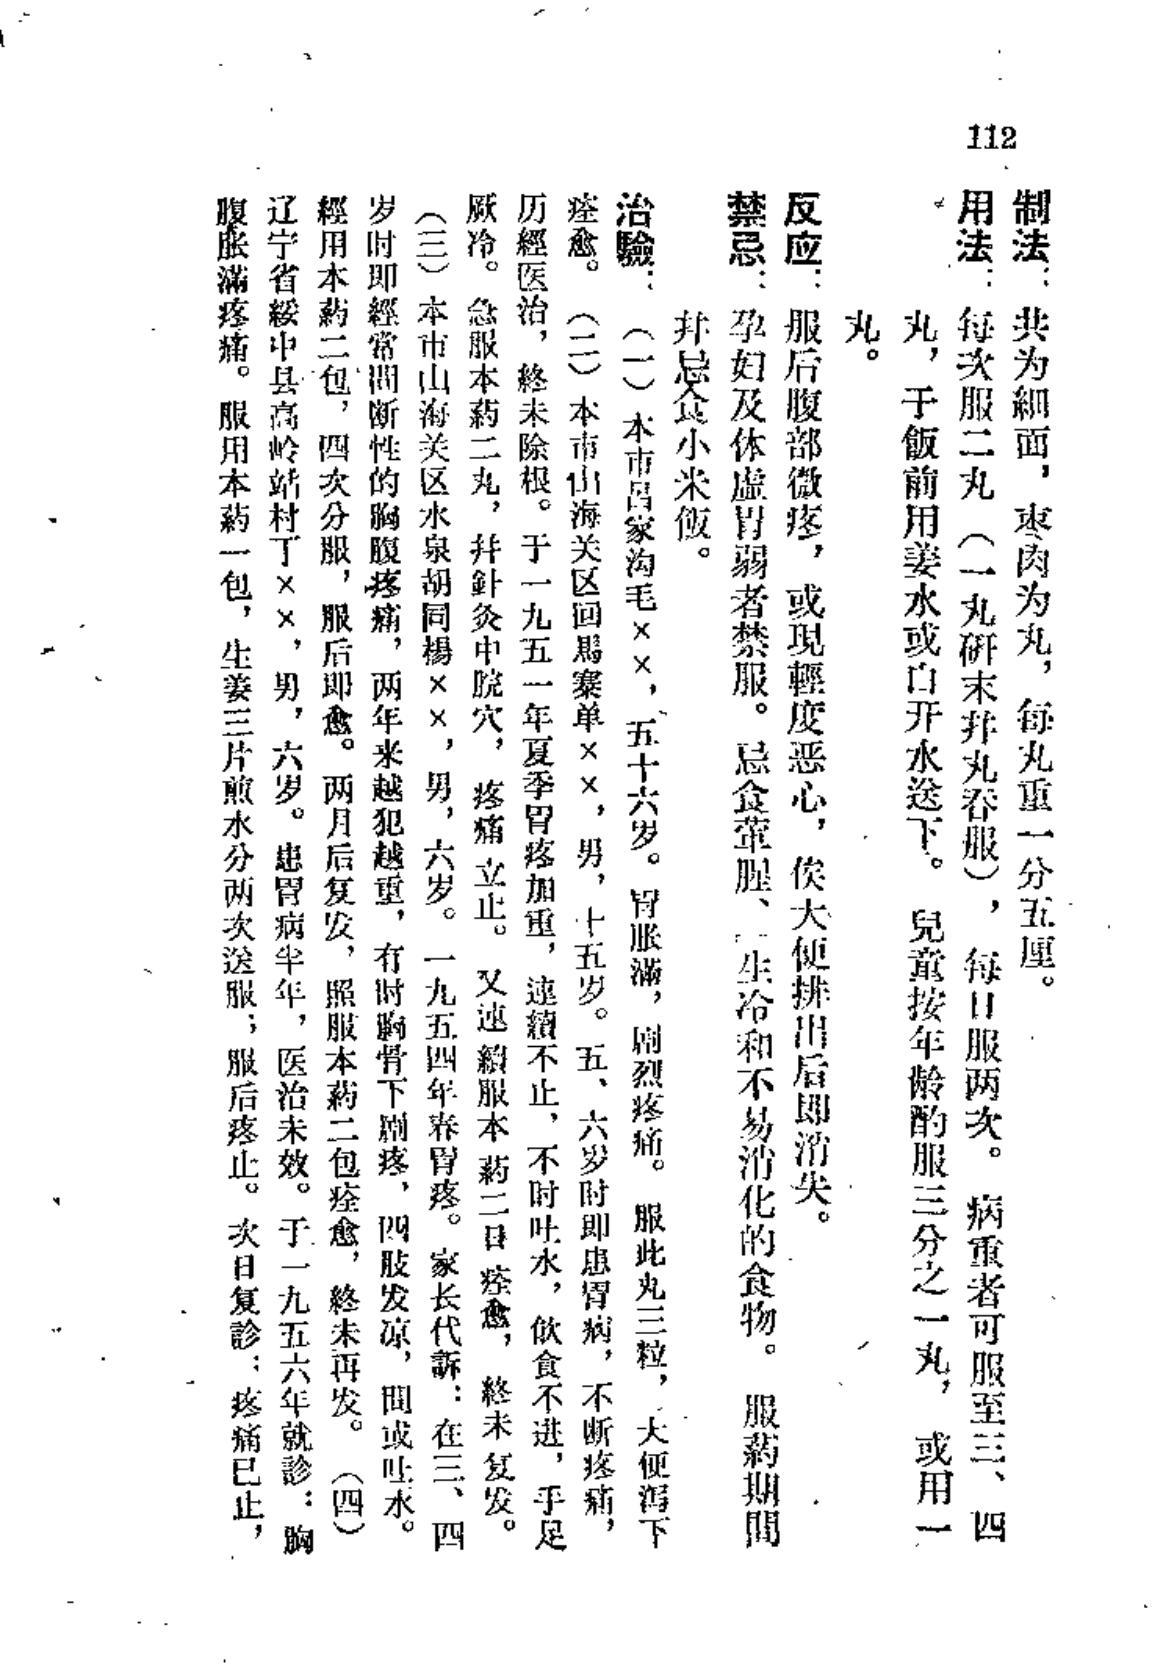 112
制法：共为細面，枣肉为丸，每丸重一分五厘。
用法：每次服二丸（一丸研末幷丸吞服），每日服两次。病重者可服至三、四
丸，于飯前用姜水或白开水送下。兒童按年龄酌服三分之一丸，或用一
丸。
反应：服后腹部微疼，或現輕度恶心，俟大便排出后即消失。
禁忌：孕妇及体虛胃弱者禁服。忌食荤腥、生冷和不易消化的食物。服葯期間
幷忌食小米飯。
治驗：（一）本市吕家沟毛××，五十六岁。胃胀滿，剧烈疼痛。服此丸三粒，大便泻下
痊愈。（二）本市山海关区回馬寨单××，男，十五岁。五、六岁时即患胃病，不断疼痛，
历經医治，終未除根。于一九五一年夏季胃疼加重，連續不止，不时吐水，飲食不进，手足
厥冷。急服本葯二丸，幷針灸中脘穴，疼痛立止。又連續服本葯二日痊愈，終未复发。
（三）本市山海关区水泉胡同楊××，男，六岁。一九五四年春胃疼。家长代訴：在三、四
岁时即經常間断性的胸腹疼痛，两年来越犯越重，有时胸骨下剧疼，四肢发凉，間或吐水。
經用本葯二包，四次分服，服后即愈。两月后复发，照服本葯二包痊愈，終未再发。（四）
辽宁省綏中县高岭站村丁××，男，六岁。患胃病半年，医治未效。于一九五六年就診：胸
腹胀滿疼痛。服用本葯一包，生姜三片煎水分两次送服；服后疼止。次日复診：疼痛已止，